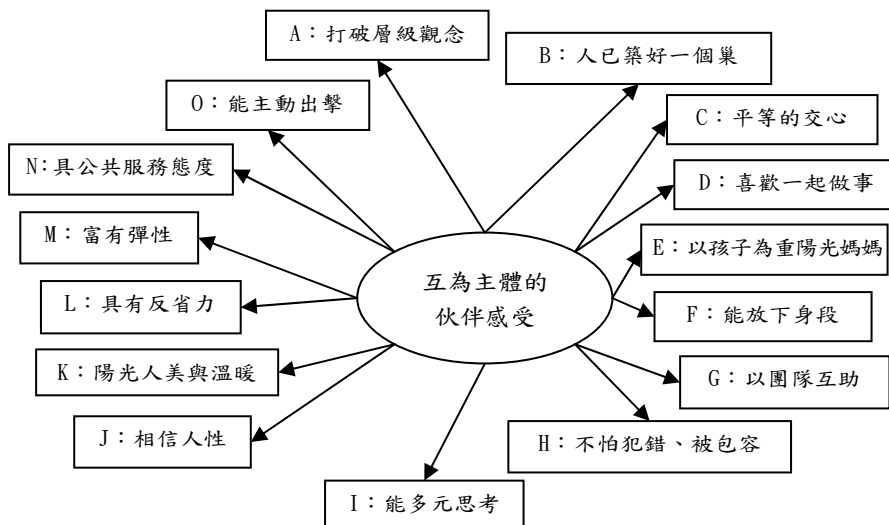 A：打破層級觀念
B：人已築好一個巢
C：平等的交心
D：喜歡一起做事
E：以孩子為重陽光媽媽
F：能放下身段
G：以團隊互助
H：不怕犯錯、被包容
I：能多元思考
J：相信人性
K：陽光人美與溫暖
L：具有反省力
M：富有彈性
N：具公共服務態度
O：能主動出擊
互為主體的
伙伴感受